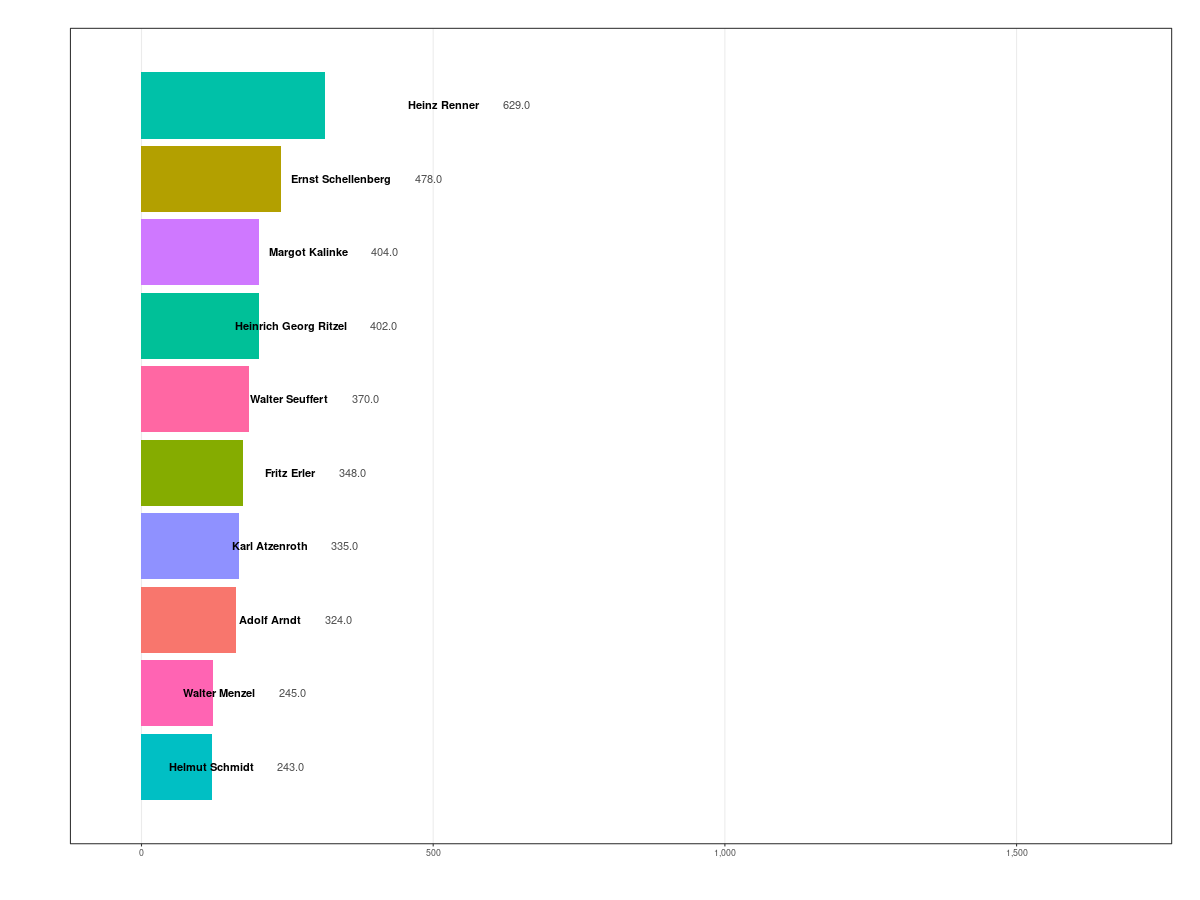 Heinz Renner 629.0
Ernst Schellenberg 478.0
Margot Kalinke 404.0
Heinrich Georg Ritzel 402.0
Walter Seuffert 370.0
Fritz Erler 348.0
Karl Atzenroth 335.0
Adolf Arndt 324.0
Walter Menzel 245.0
Helmut Schmidt 243.0
0 500 1,000 1,500